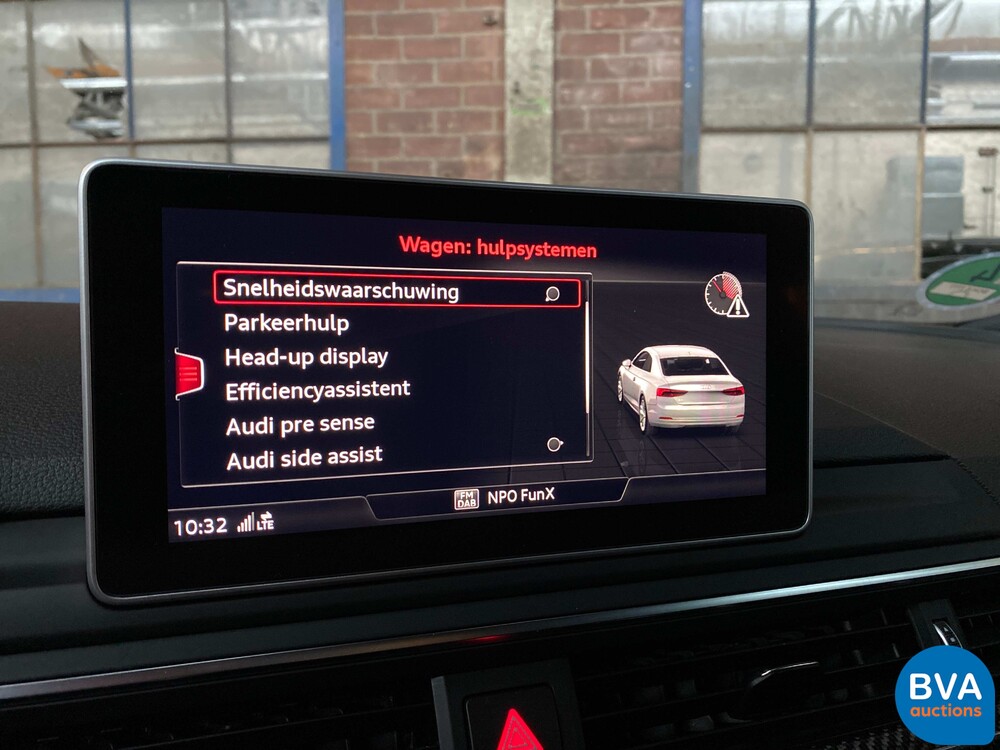 Wagen: hulpsystemen
Snelheidswaarschuwing
Parkeerhulp
Head-up display
Efficiencyassistent
Audi pre sense
Audi side assist
FM
DAB
NPO FunX
10:32
LTE
BVA
auctions